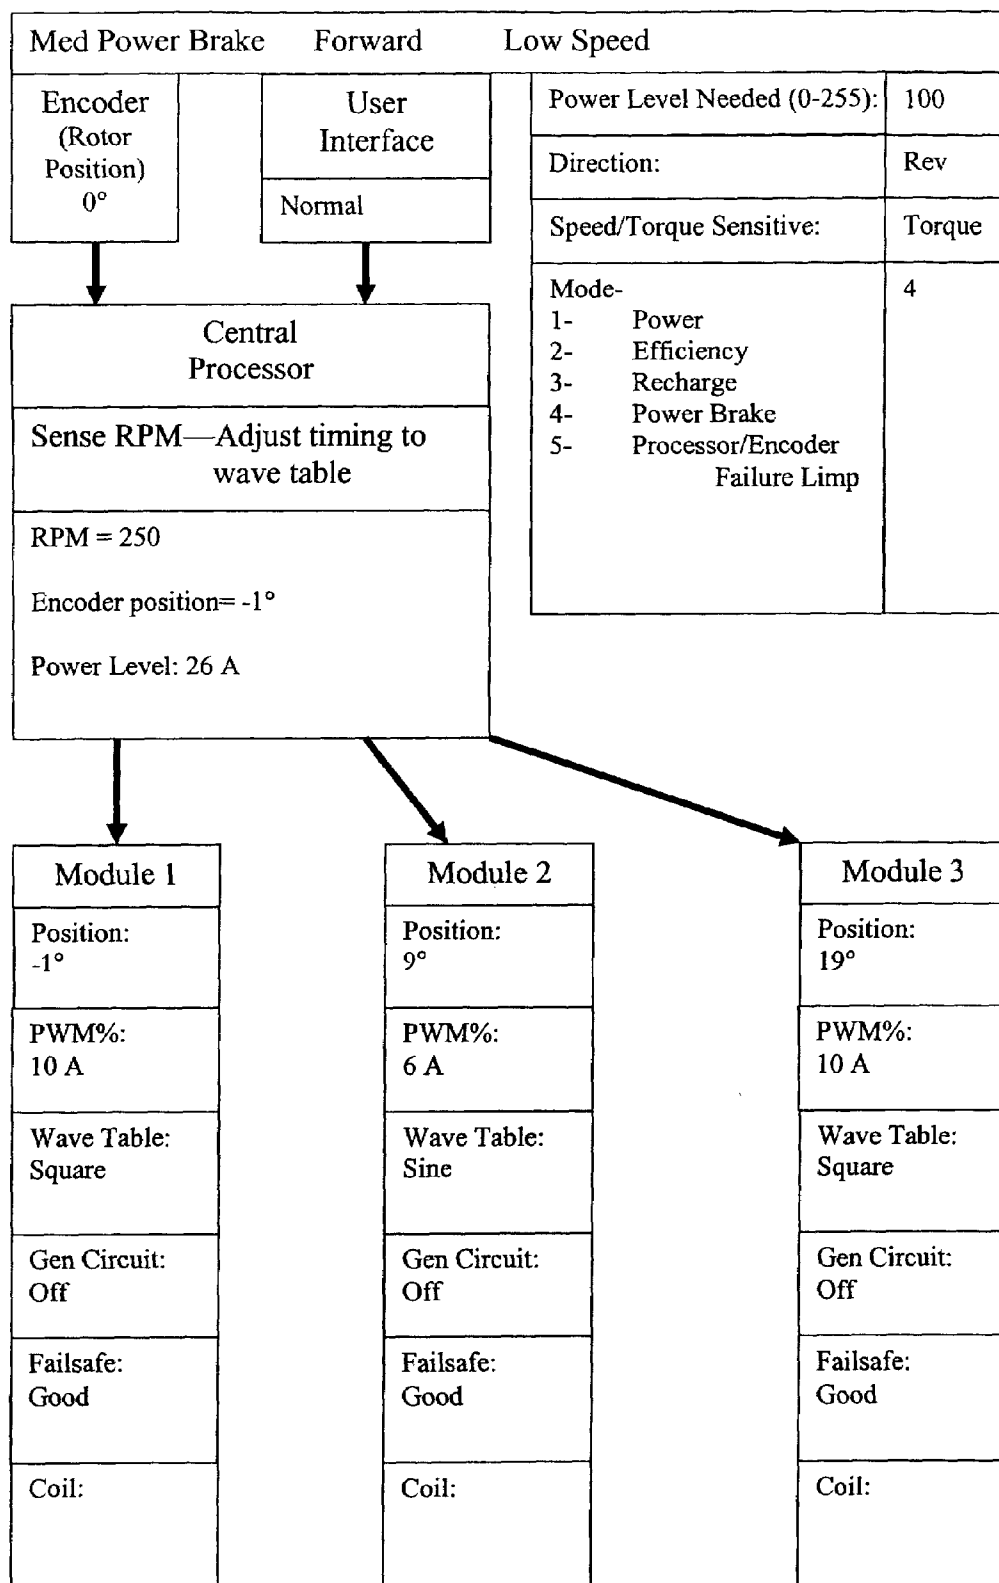 Med Power Brake Forward Low Speed
Encoder
(Rotor
Position)
0°
User
Interface
Normal
Power Level Needed (0-255): 100
Direction: Rev
Speed/Torque Sensitive: Torque
Mode- 4
1- Power
2- Efficiency
3- Recharge
4- Power Brake
5- Processor/Encoder
Failure Limp
Central
Processor
Sense RPM—Adjust timing to
wave table
RPM = 250
Encoder position= -1°
Power Level: 26 A
Module 1
Position:
-1°
PWM%:
10 A
Wave Table:
Square
Gen Circuit:
Off
Failsafe:
Good
Coil:
Module 2
Position:
9°
PWM%:
6 A
Wave Table:
Sine
Gen Circuit:
Off
Failsafe:
Good
Coil:
Module 3
Position:
19°
PWM%:
10 A
Wave Table:
Square
Gen Circuit:
Off
Failsafe:
Good
Coil: